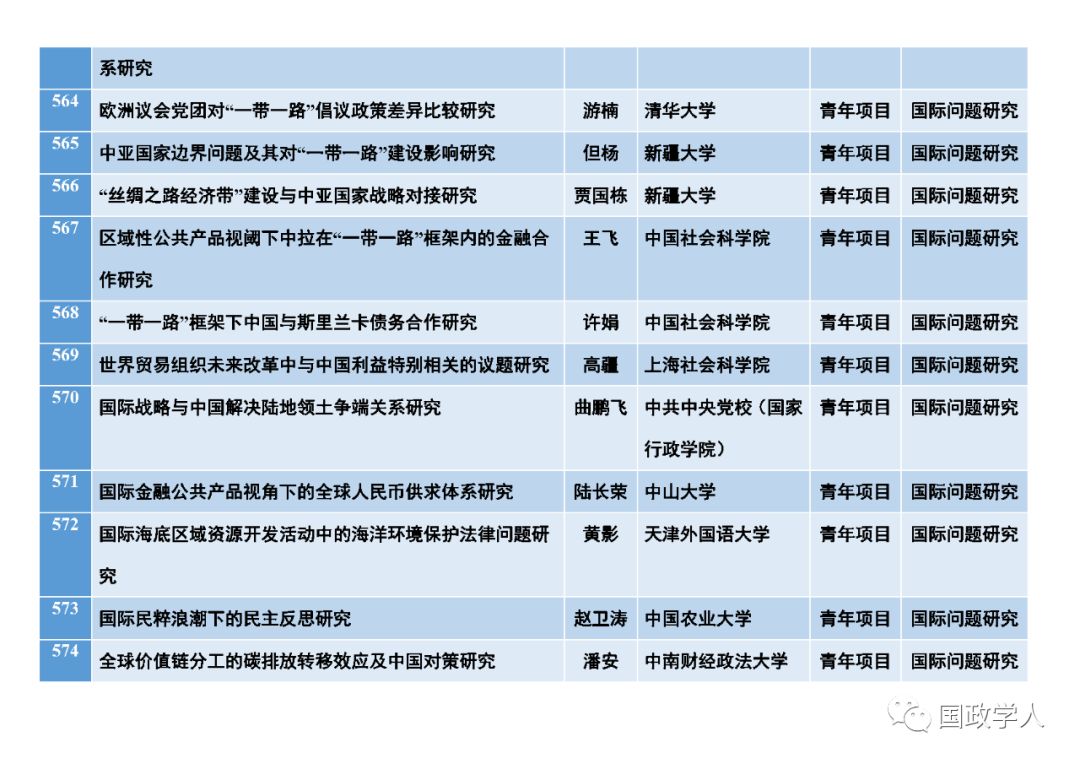 系研究
564 欧洲议会党团对“一带一路”倡议政策差异比较研究 游楠 清华大学 青年项目 国际问题研究
565 中亚国家边界问题及其对“一带一路”建设影响研究 但杨 新疆大学 青年项目 国际问题研究
566 “丝绸之路经济带”建设与中亚国家战略对接研究 贾国栋 新疆大学 青年项目 国际问题研究
567 区域性公共产品视阈下中拉在“一带一路”框架内的金融合 王飞 中国社会科学院 青年项目 国际问题研究
作研究
568 “一带一路”框架下中国与斯里兰卡债务合作研究 许娟 中国社会科学院 青年项目 国际问题研究
569 世界贸易组织未来改革中与中国利益特别相关的议题研究 高疆 上海社会科学院 青年项目 国际问题研究
570 国际战略与中国解决陆地领土争端关系研究 曲鹏飞 中共中央党校（国家 青年项目 国际问题研究
行政学院）
571 国际金融公共产品视角下的全球人民币供求体系研究 陆长荣 中山大学 青年项目 国际问题研究
572 国际海底区域资源开发活动中的海洋环境保护法律问题研 黄影 天津外国语大学 青年项目 国际问题研究
究
573 国际民粹浪潮下的民主反思研究 赵卫涛 中国农业大学 青年项目 国际问题研究
574 全球价值链分工的碳排放转移效应及中国对策研究 潘安 中南财经政法大学 青年项目 国际问题研究
国政学人